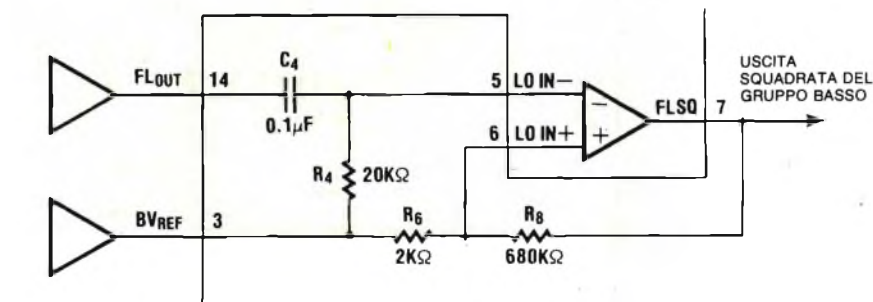 FLOUT 14
C4
0.1µF
5 LO IN−
−
FLSQ 7
USCITA
SQUADRATA DEL
GRUPPO BASSO
6 LO IN+
+
R4 20KΩ
BVREF 3
R6
2KΩ
R8
680KΩ